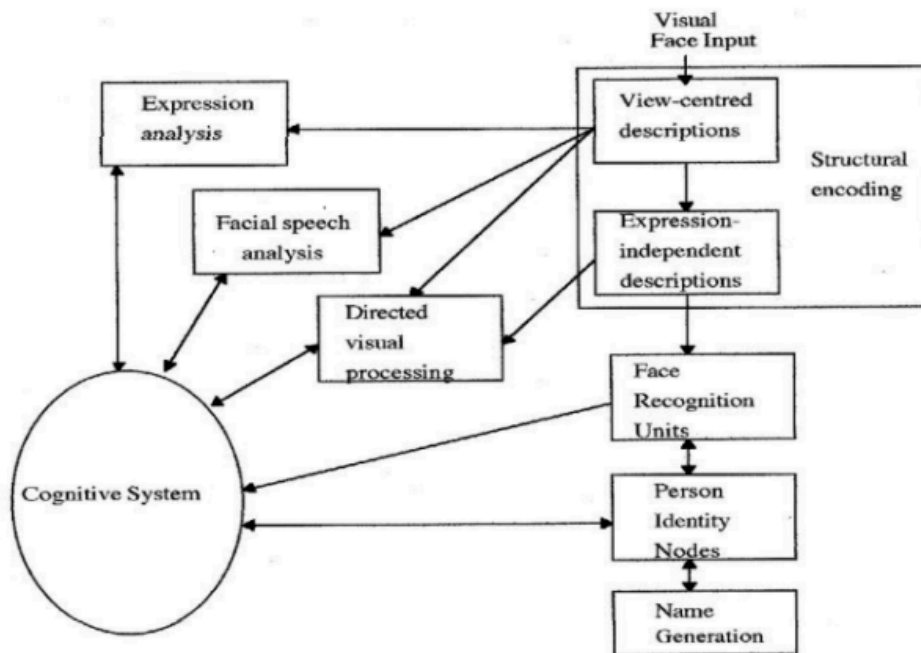 Visual
Face Input
View-centred
descriptions
Structural
encoding
Expression-
independent
descriptions
Expression
analysis
Facial speech
analysis
Directed
visual
processing
Face
Recognition
Units
Cognitive System
Person
Identity
Nodes
Name
Generation